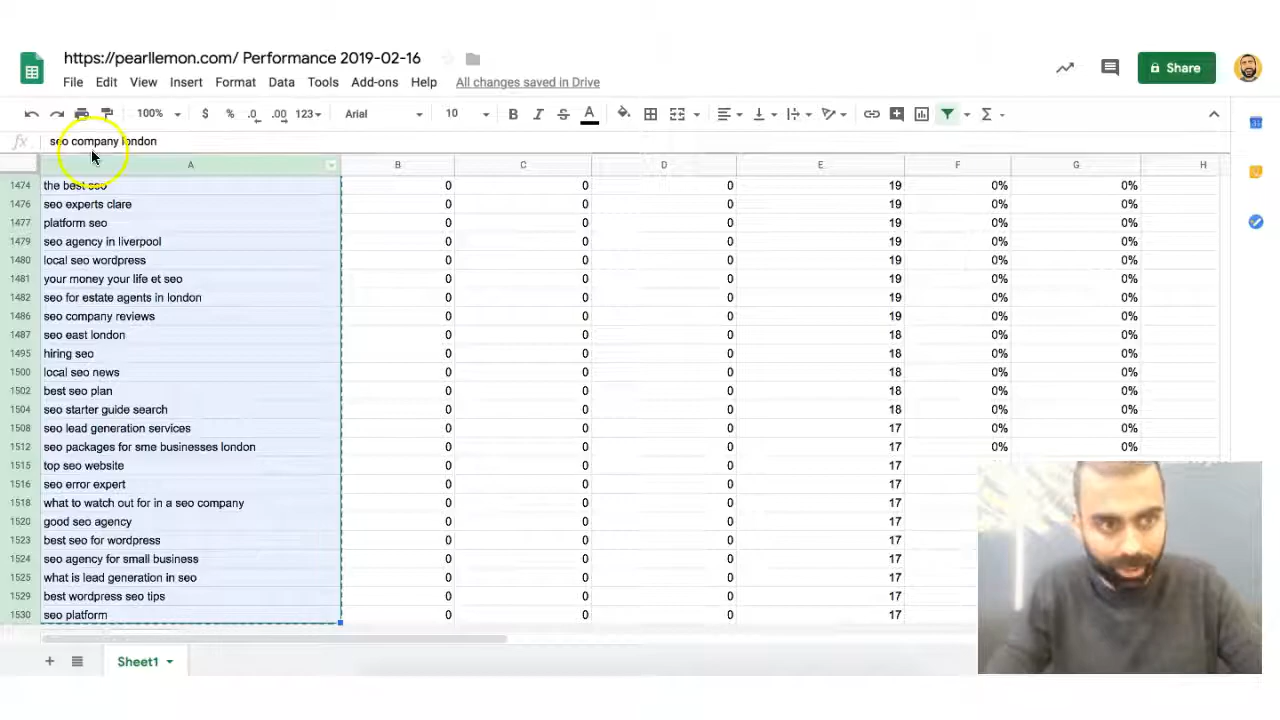 https://pearllemon.com/ Performance 2019-02-16
File Edit View Insert Format Data Tools Add-ons Help All changes saved in Drive
Share
100% $ % .0 .00 123 Arial 10 B I S A
fx seo company london
A B C D E F G H
1474 the best seo 0 0 0 19 0% 0%
1476 seo experts clare 0 0 0 19 0% 0%
1477 platform seo 0 0 0 19 0% 0%
1479 seo agency in liverpool 0 0 0 19 0% 0%
1480 local seo wordpress 0 0 0 19 0% 0%
1481 your money your life et seo 0 0 0 19 0% 0%
1482 seo for estate agents in london 0 0 0 19 0% 0%
1486 seo company reviews 0 0 0 19 0% 0%
1487 seo east london 0 0 0 18 0% 0%
1495 hiring seo 0 0 0 18 0% 0%
1500 local seo news 0 0 0 18 0% 0%
1502 best seo plan 0 0 0 18 0% 0%
1504 seo starter guide search 0 0 0 18 0% 0%
1508 seo lead generation services 0 0 0 17 0% 0%
1512 seo packages for sme businesses london 0 0 0 17 0% 0%
1515 top seo website 0 0 0 17
1516 seo error expert 0 0 0 17
1518 what to watch out for in a seo company 0 0 0 17
1520 good seo agency 0 0 0 17
1523 best seo for wordpress 0 0 0 17
1524 seo agency for small business 0 0 0 17
1525 what is lead generation in seo 0 0 0 17
1529 best wordpress seo tips 0 0 0 17
1530 seo platform 0 0 0 17
Sheet1